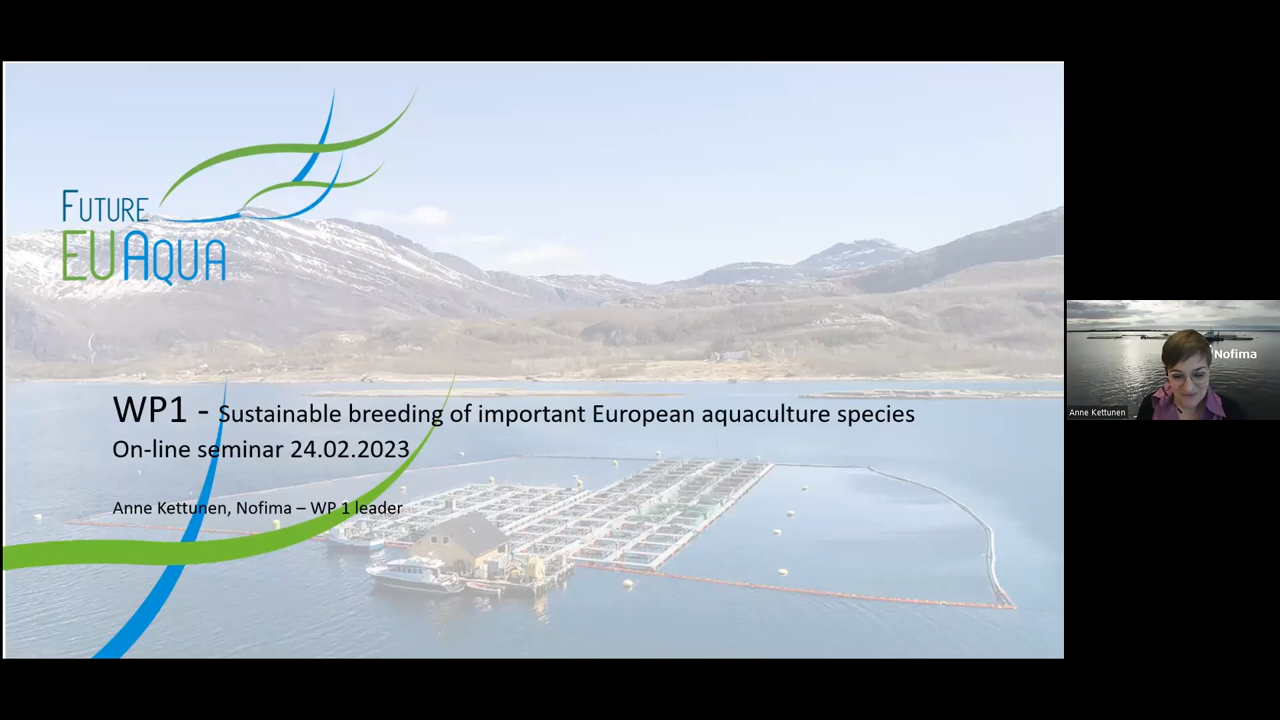 FUTURE
EUAQUA
WP1 - Sustainable breeding of important European aquaculture species
On-line seminar 24.02.2023
Anne Kettunen, Nofima – WP 1 leader
Nofima
Anne Kettunen